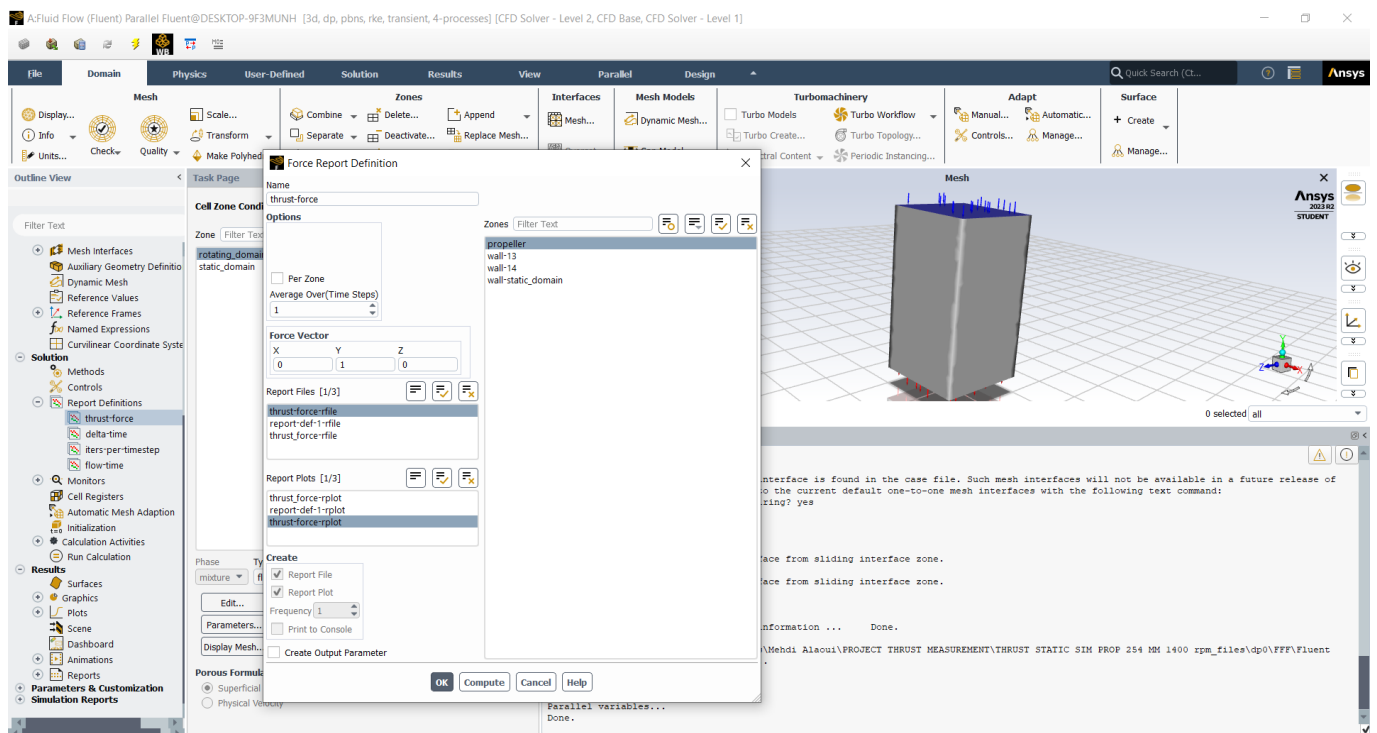 A:Fluid Flow (Fluent) Parallel Fluent@DESKTOP-9F3MUNH [3d, dp, pbns, rke, transient, 4-processes] [CFD Solver - Level 2, CFD Base, CFD Solver - Level 1]
WB
File Domain Physics User-Defined Solution Results View Parallel Design Quick Search (Ct... Ansys
Mesh Zones Interfaces Mesh Models Turbomachinery Adapt Surface
Display... Scale... Combine Delete... Append Mesh... Dynamic Mesh... Turbo Models Turbo Workflow Manual... Automatic... + Create
Info Check Quality Transform Separate Deactivate... Replace Mesh... Turbo Create... Turbo Topology... Controls... Manage...
Units... Make Polyhed ctral Content Periodic Instancing... Manage...
Outline View
Filter Text
Mesh Interfaces
Auxiliary Geometry Definitio
Dynamic Mesh
Reference Values
Reference Frames
Named Expressions
Curvilinear Coordinate Syste
Solution
Methods
Controls
Report Definitions
thrust-force
delta-time
iters-per-timestep
flow-time
Monitors
Cell Registers
Automatic Mesh Adaption
Initialization
Calculation Activities
Run Calculation
Results
Surfaces
Graphics
Plots
Scene
Dashboard
Animations
Reports
Parameters & Customization
Simulation Reports
Task Page
Cell Zone Condi
Zone Filter Tex
rotating_domai
static_domain
Phase Ty
mixture fl
Edit...
Parameters...
Display Mesh..
Porous Formula
Superficial
Physical Velocity
Force Report Definition
Name
thrust-force
Options
Per Zone
Average Over(Time Steps)
1
Force Vector
X Y Z
0 1 0
Report Files [1/3]
thrust-force-rfile
report-def-1-rfile
thrust_force-rfile
Report Plots [1/3]
thrust_force-rplot
report-def-1-rplot
thrust-force-rplot
Create
Report File
Report Plot
Frequency 1
Print to Console
Create Output Parameter
Zones Filter Text
propeller
wall-13
wall-14
wall-static_domain
OK Compute Cancel Help
Mesh
Ansys
2023 R2
STUDENT
Y
Z
0 selected all
nterface is found in the case file. Such mesh interfaces will not be available in a future release of
o the current default one-to-one mesh interfaces with the following text command:
ring? yes
ace from sliding interface zone.
ace from sliding interface zone.
nformation ... Done.
\Mehdi Alaoui\PROJECT THRUST MEASUREMENT\THRUST STATIC SIM PROP 254 MM 1400 rpm_files\dp0\FFF\Fluent
Parallel variables...
Done.